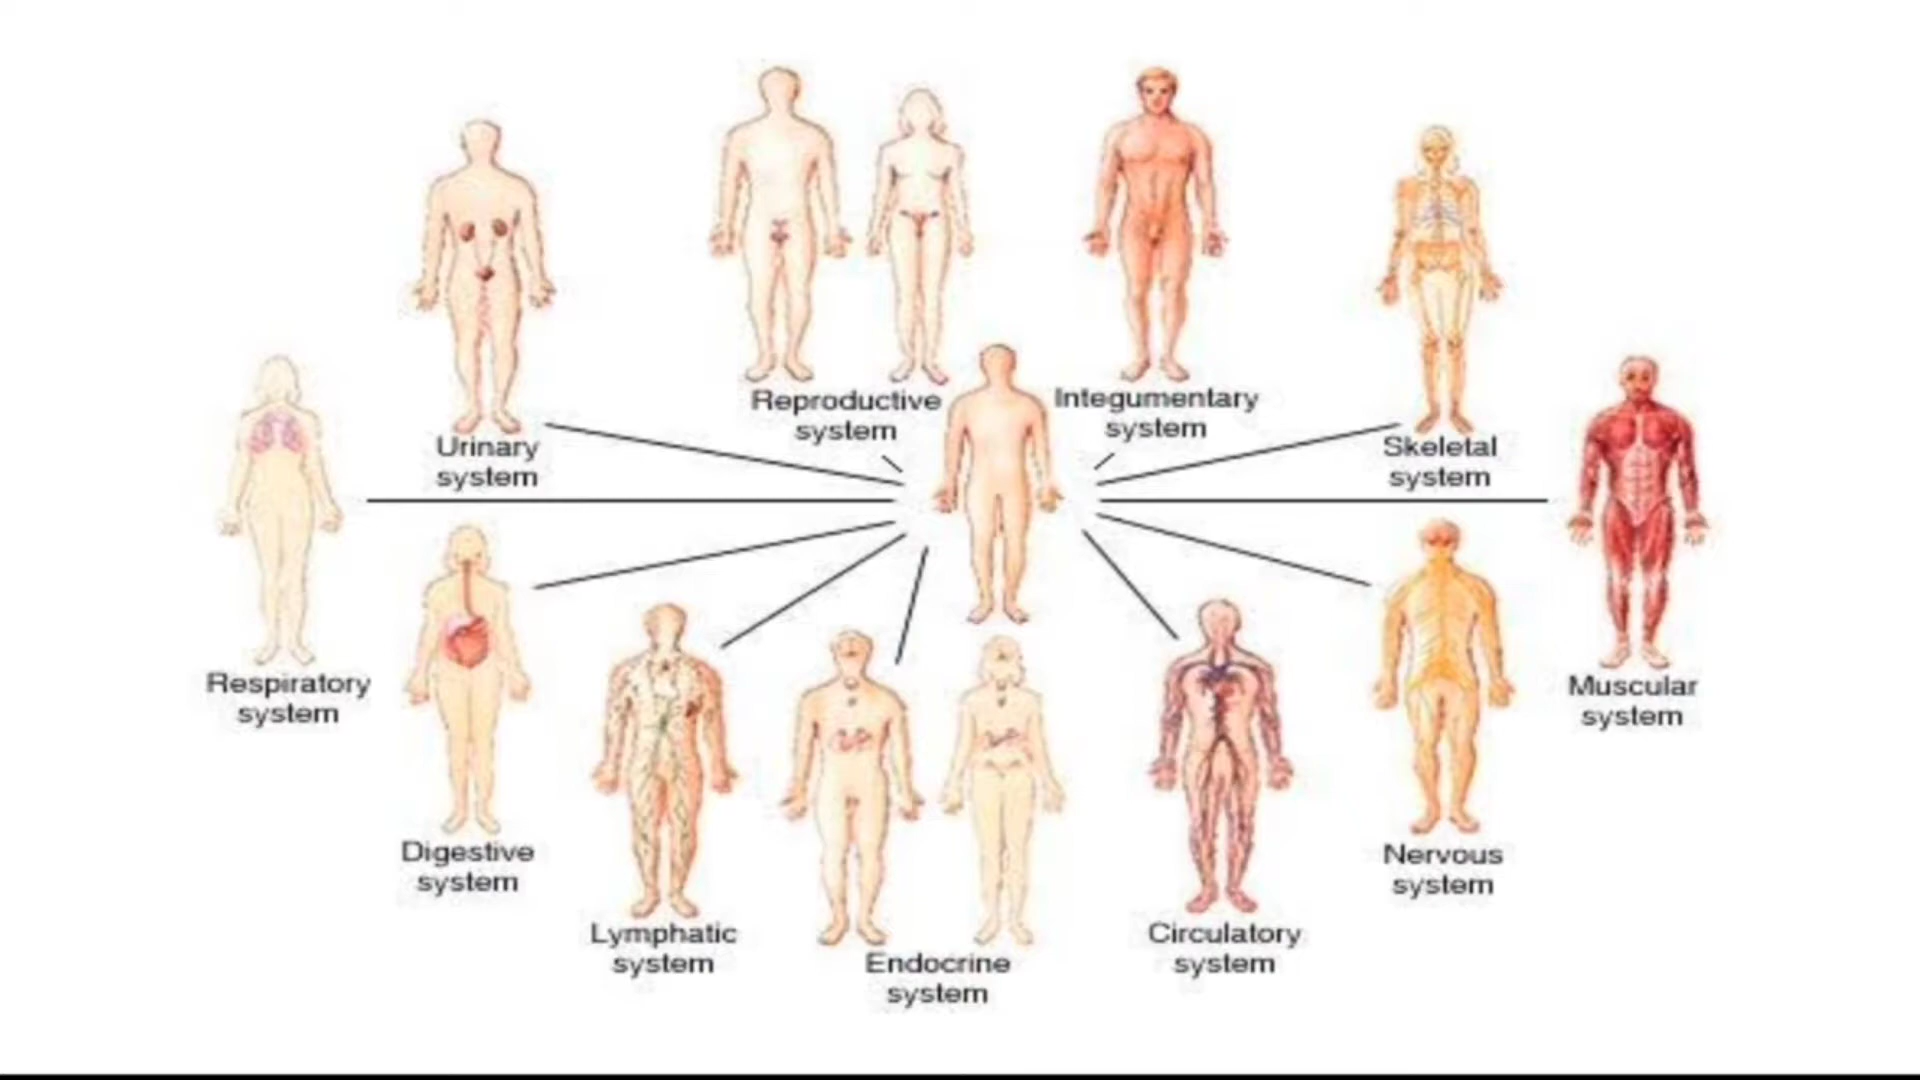 Reproductive
system
Integumentary
system
Urinary
system
Skeletal
system
Respiratory
system
Muscular
system
Digestive
system
Nervous
system
Lymphatic
system
Endocrine
system
Circulatory
system